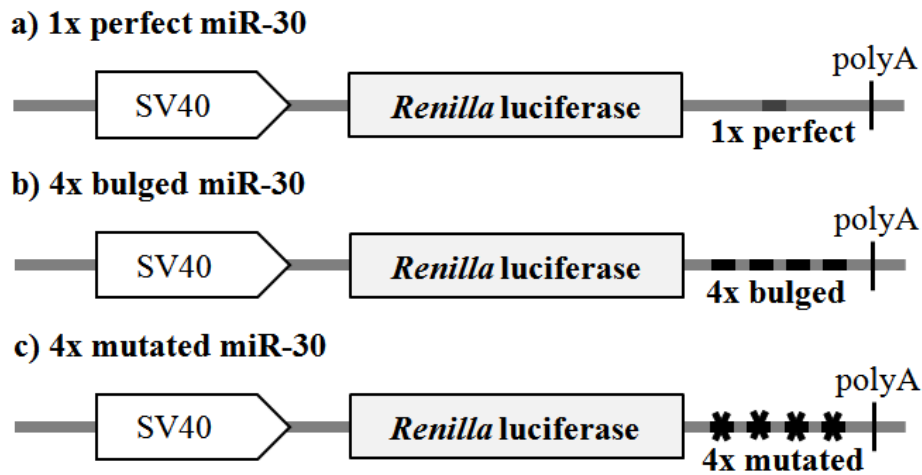 a) 1x perfect miR-30
polyA
SV40
Renilla luciferase
1x perfect
b) 4x bulged miR-30
polyA
SV40
Renilla luciferase
4x bulged
c) 4x mutated miR-30
polyA
SV40
Renilla luciferase
4x mutated